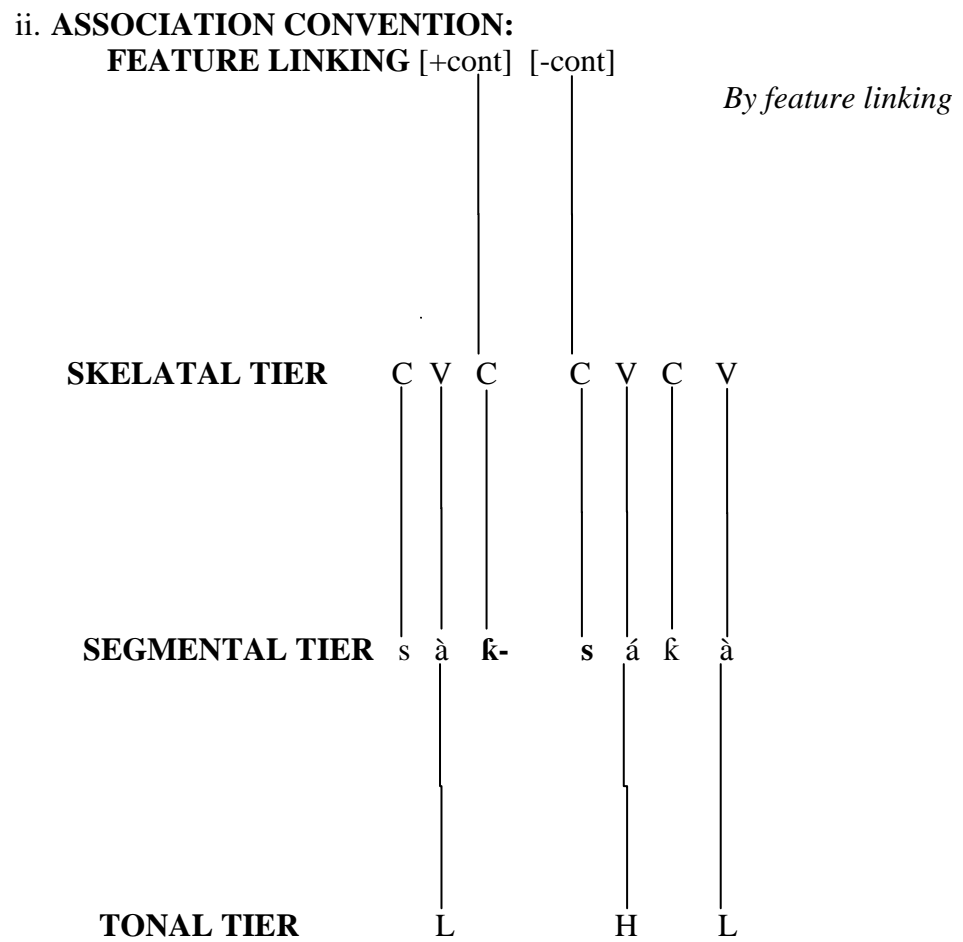 ii. ASSOCIATION CONVENTION:
FEATURE LINKING [+cont] [-cont]
By feature linking
SKELATAL TIER C V C C V C V
SEGMENTAL TIER s à ƙ- s á ƙ à
TONAL TIER L H L